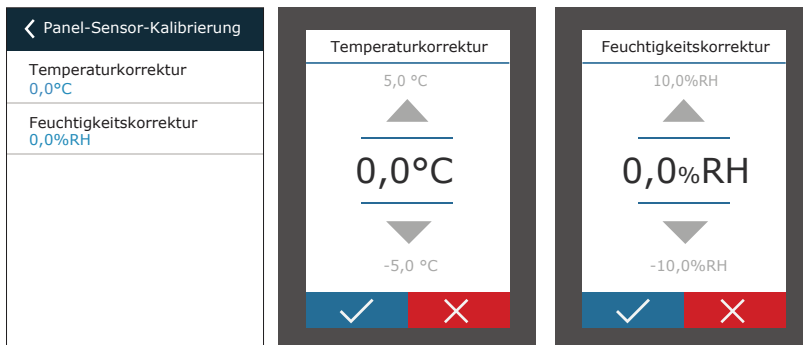 Panel-Sensor-Kalibrierung
Temperaturkorrektur
0,0°C
Feuchtigkeitskorrektur
0,0%RH
Temperaturkorrektur
5,0 °C
0,0°C
-5,0 °C
Feuchtigkeitskorrektur
10,0%RH
0,0%RH
-10,0%RH